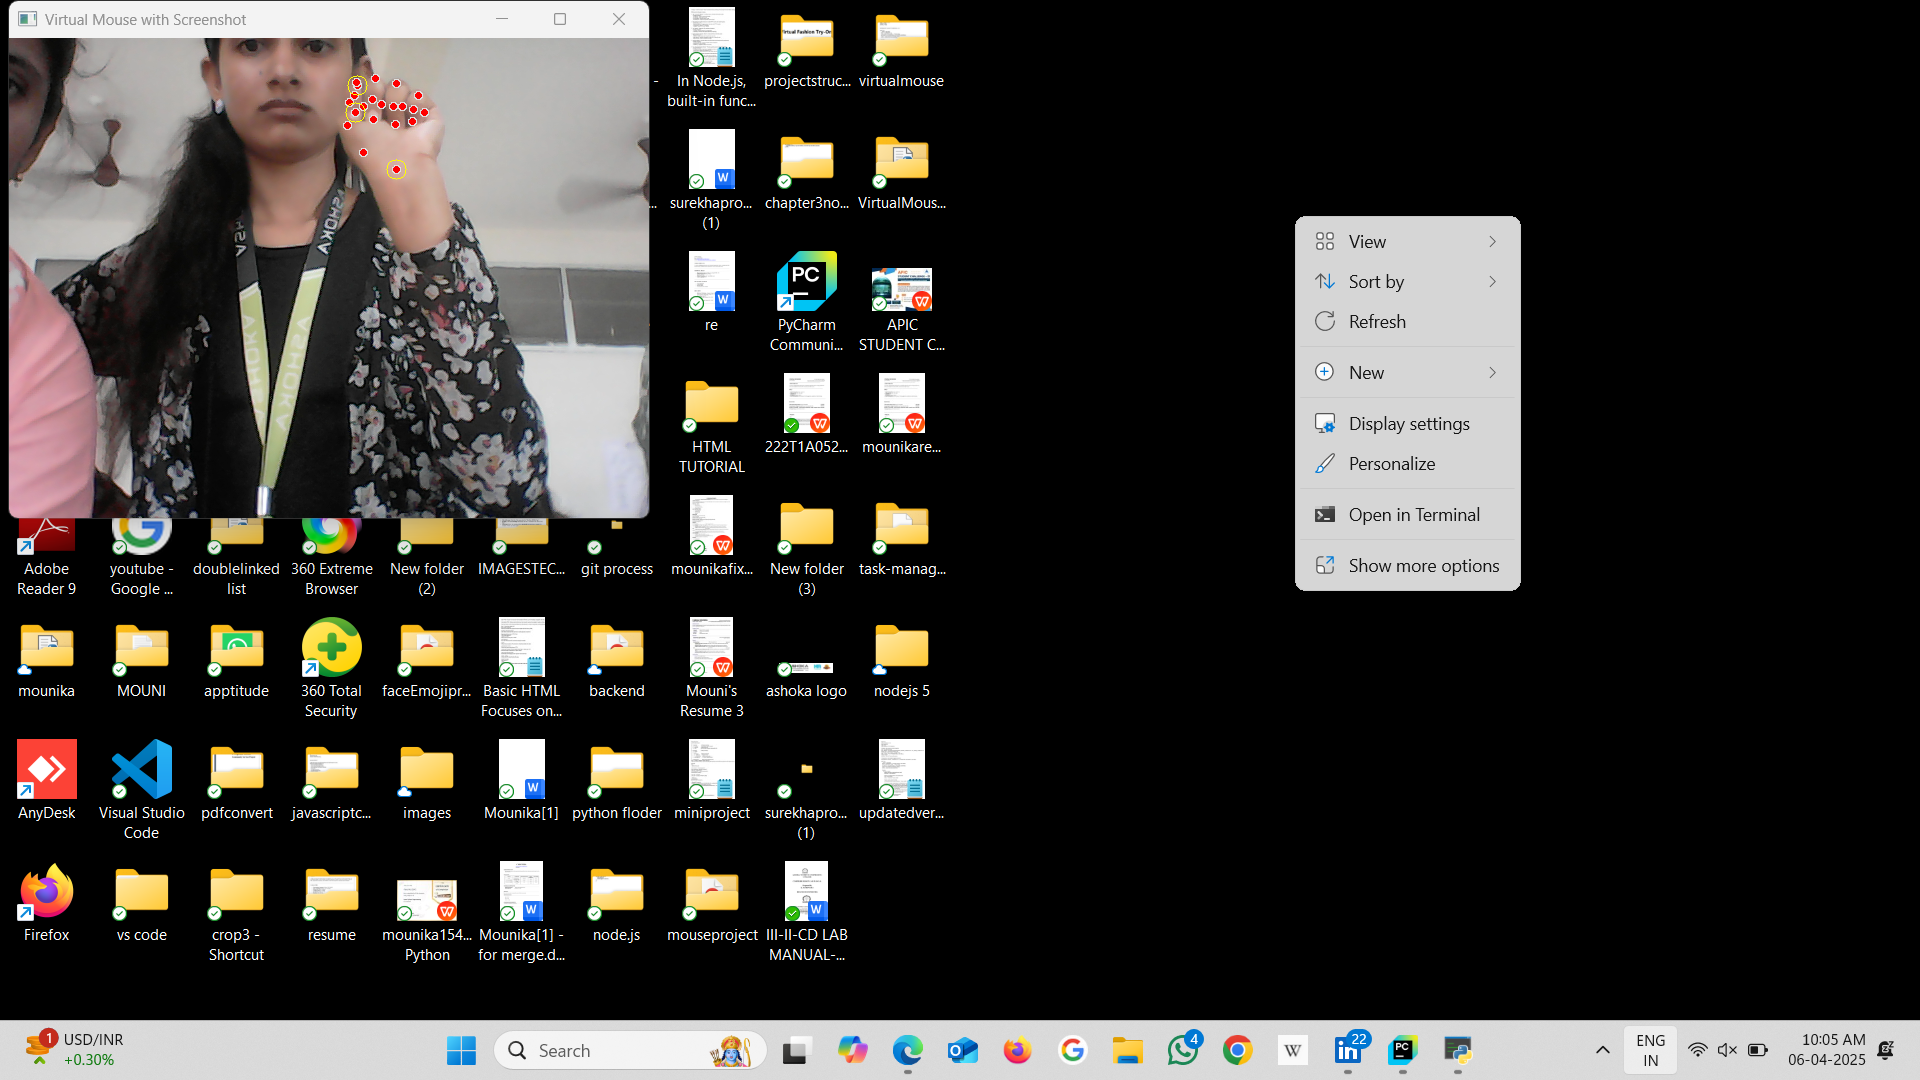 Virtual Mouse with Screenshot
ASHOKA
ASHOKA
-
In Node.js,
built-in func...
projectstruc...
virtualmouse
surekhapro...
(1)
chapter3no...
VirtualMous...
re
PyCharm
Communi...
APIC
STUDENT C...
HTML
TUTORIAL
222T1A052...
mounikare...
Adobe
Reader 9
youtube -
Google ...
doublelinked
list
360 Extreme
Browser
New folder
(2)
IMAGESTEC...
git process
mounikafix...
New folder
(3)
task-manag...
mounika
MOUNI
apptitude
360 Total
Security
faceEmojipr...
Basic HTML
Focuses on...
backend
Mouni's
Resume 3
ashoka logo
nodejs 5
AnyDesk
Visual Studio
Code
pdfconvert
javascriptc...
images
Mounika[1]
python floder
miniproject
surekhapro...
(1)
updatedver...
Firefox
vs code
crop3 -
Shortcut
resume
mounika154...
Python
Mounika[1] -
for merge.d...
node.js
mouseproject
III-II-CD LAB
MANUAL-...
View
Sort by
Refresh
New
Display settings
Personalize
Open in Terminal
Show more options
1
USD/INR
+0.30%
Search
4
22
ENG
IN
10:05 AM
06-04-2025